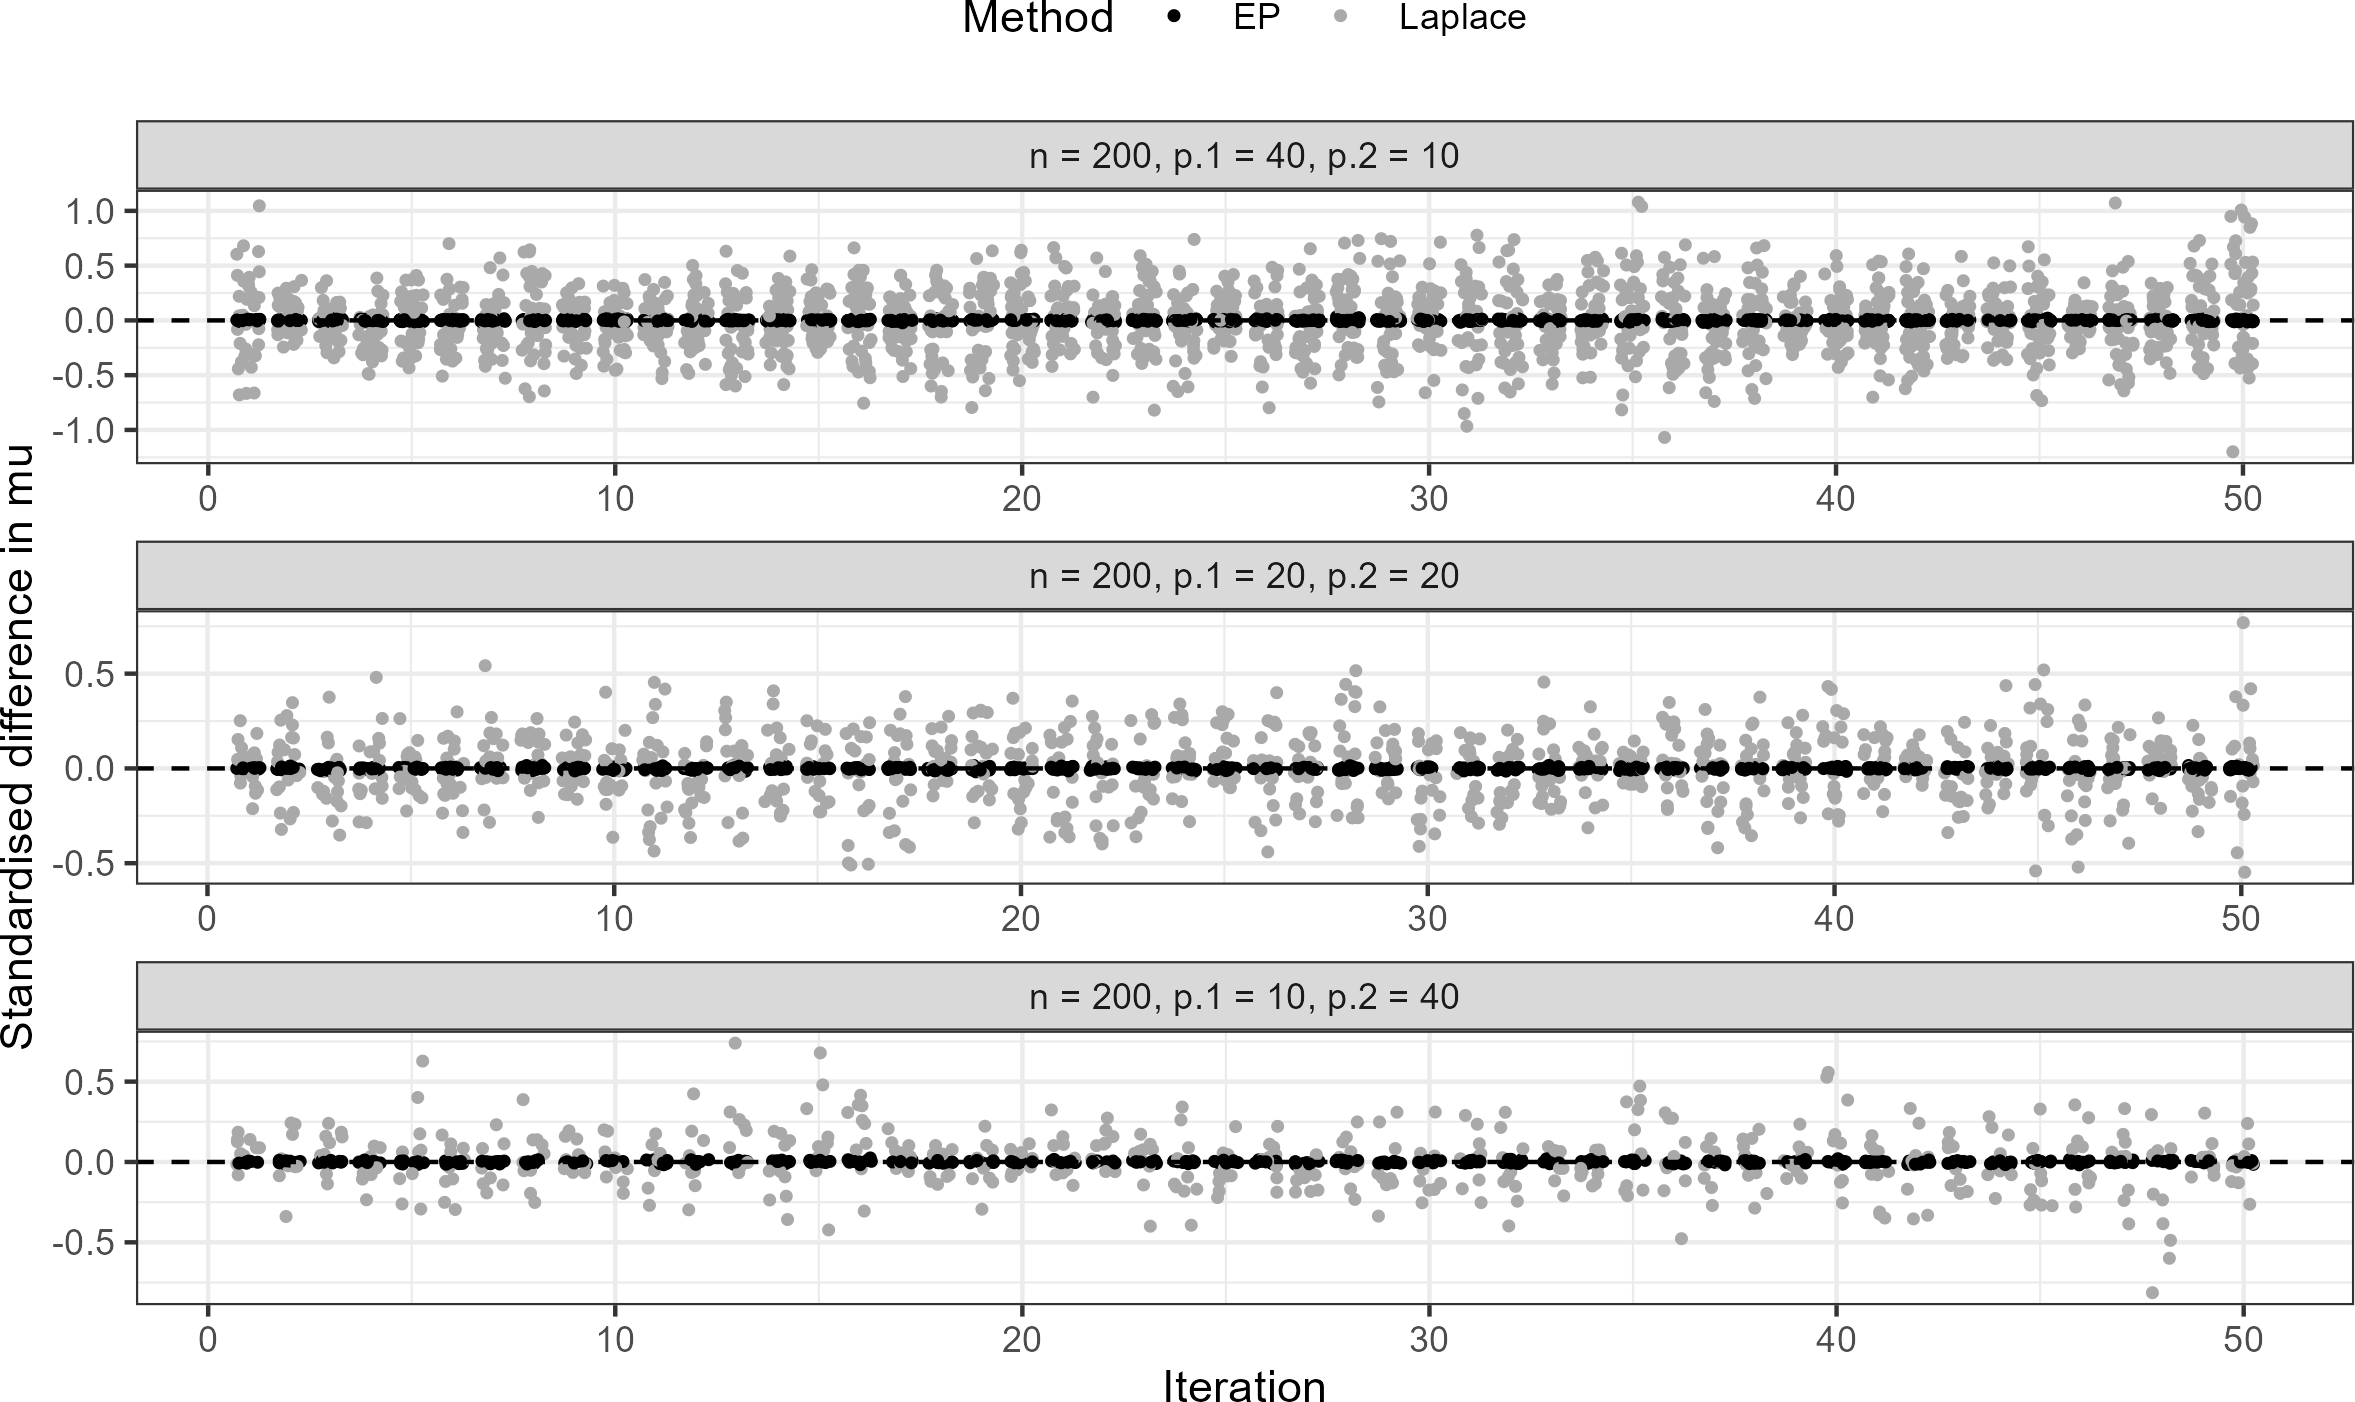 Method EP Laplace
n = 200, p.1 = 40, p.2 = 10
1.0
0.5
0.0
-0.5
-1.0
0 10 20 30 40 50
Standardised difference in mu
n = 200, p.1 = 20, p.2 = 20
0.5
0.0
-0.5
0 10 20 30 40 50
n = 200, p.1 = 10, p.2 = 40
0.5
0.0
-0.5
0 10 20 30 40 50
Iteration